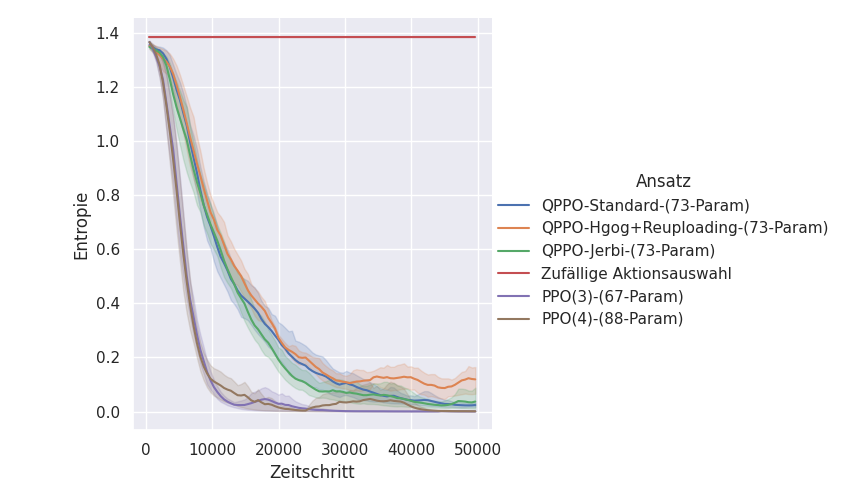 1.4
1.2
1.0
0.8
0.6
0.4
0.2
0.0
Entropie
0 10000 20000 30000 40000 50000
Zeitschritt
Ansatz
QPPO-Standard-(73-Param)
QPPO-Hgog+Reuploading-(73-Param)
QPPO-Jerbi-(73-Param)
Zufällige Aktionsauswahl
PPO(3)-(67-Param)
PPO(4)-(88-Param)